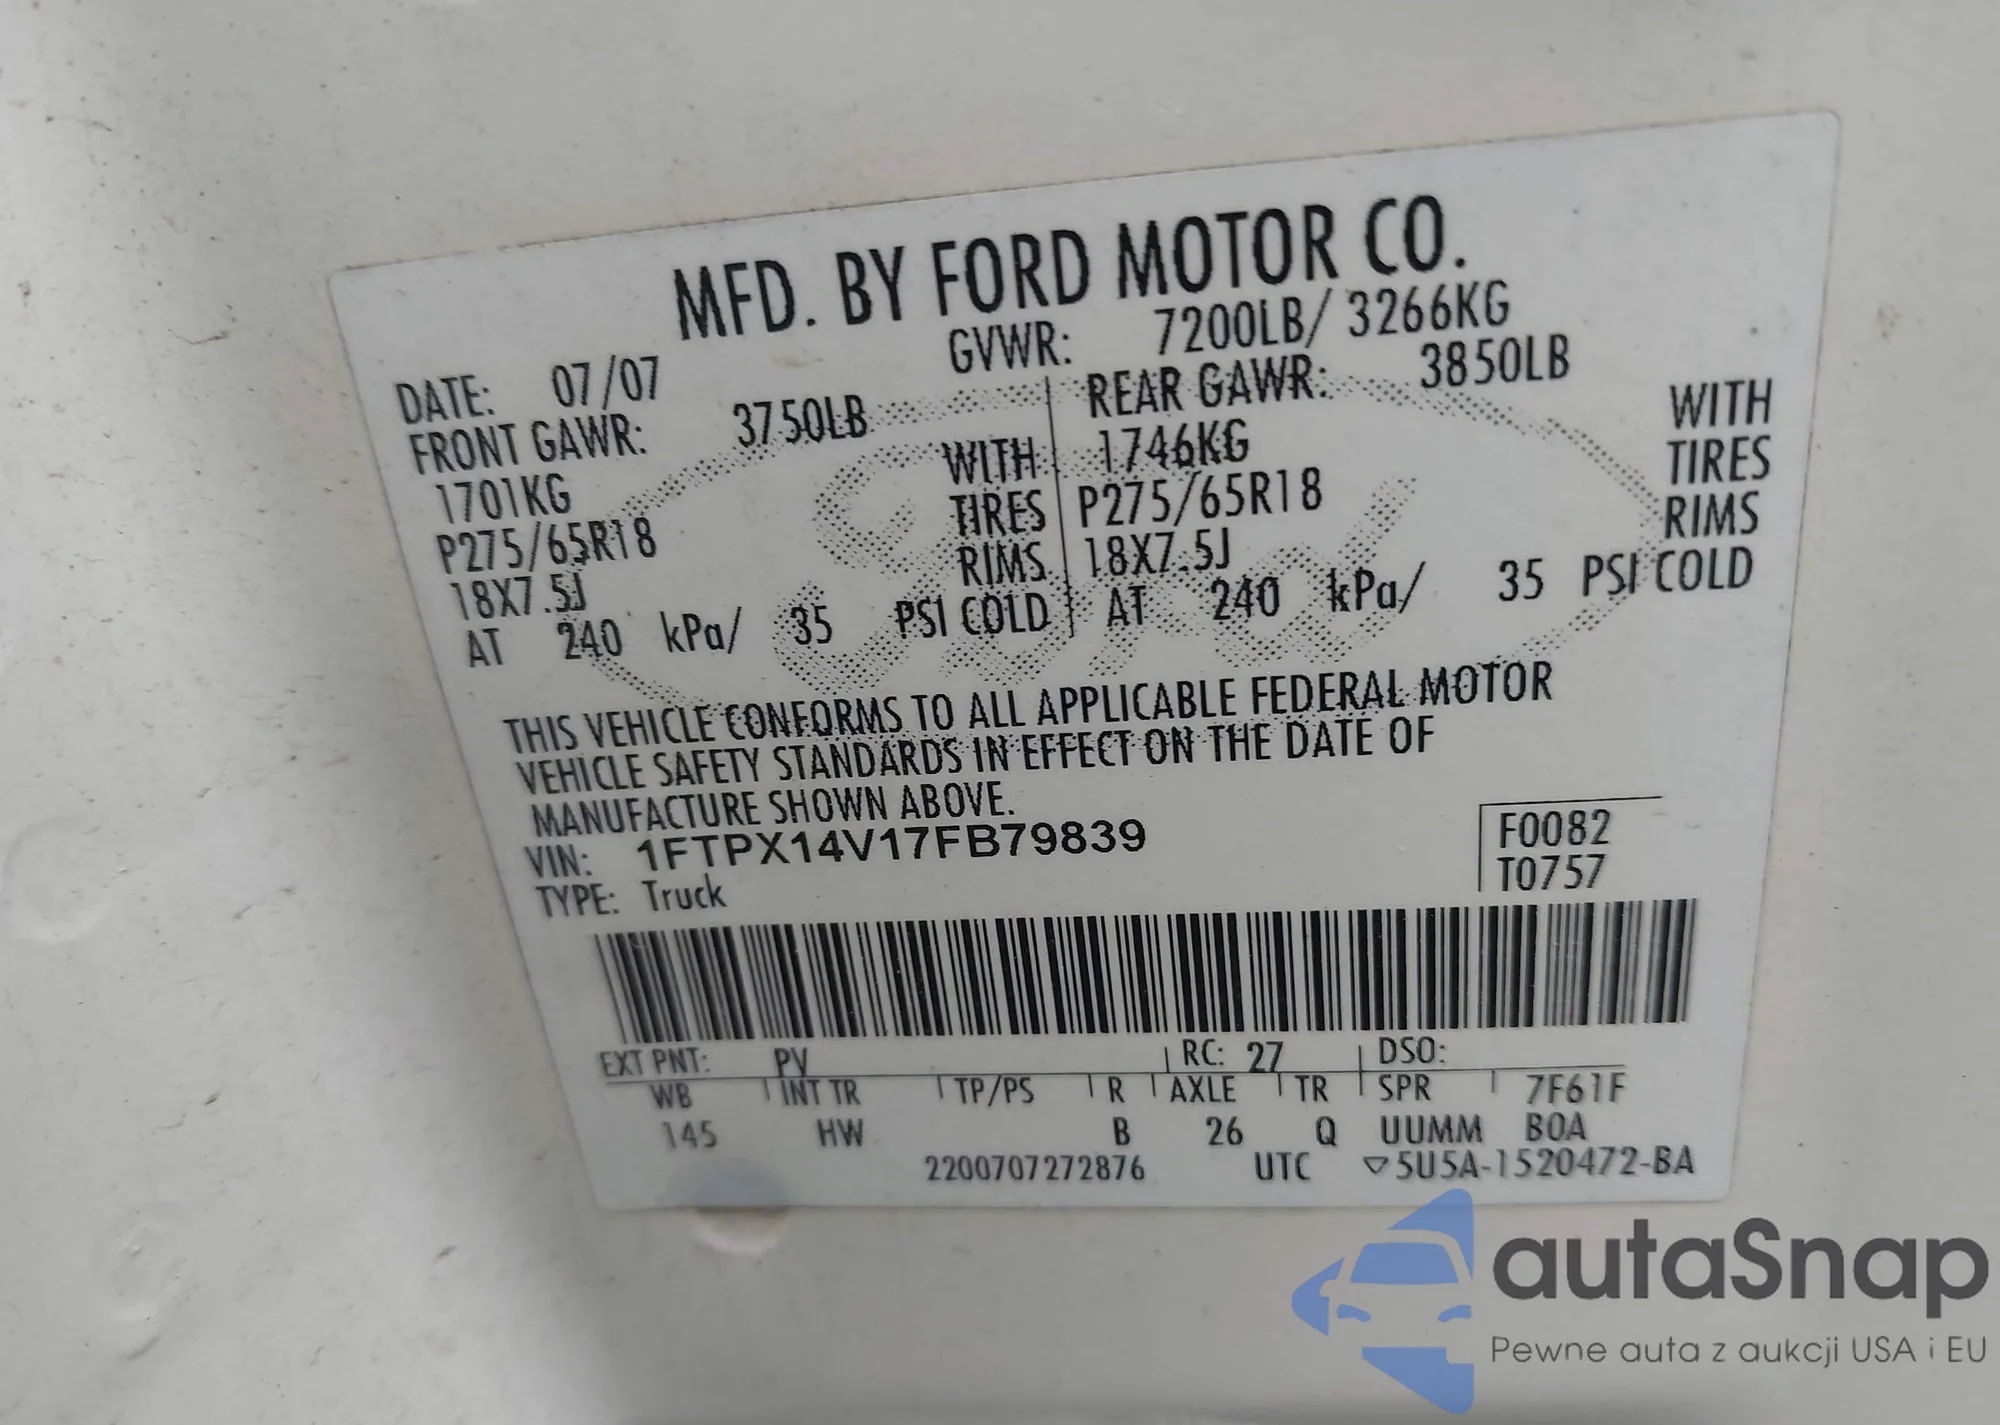 MFD. BY FORD MOTOR CO.
DATE: 07/07 GVWR: 7200LB/ 3266KG
FRONT GAWR: 3750LB REAR GAWR: 3850LB
1701KG WITH 1746KG WITH
P275/65R18 TIRES P275/65R18 TIRES
18X7.5J RIMS 18X7.5J RIMS
AT 240 kPa/ 35 PSI COLD AT 240 kPa/ 35 PSI COLD
THIS VEHICLE CONFORMS TO ALL APPLICABLE FEDERAL MOTOR
VEHICLE SAFETY STANDARDS IN EFFECT ON THE DATE OF
MANUFACTURE SHOWN ABOVE.
VIN: 1FTPX14V17FB79839 F0082
TYPE: Truck T0757
EXT PNT: PV RC: 27 DSO:
WB INT TR TP/PS R AXLE TR SPR 7F61F
145 HW B 26 Q UUMM BOA
2200707272876 UTC ▽5U5A-1520472-BA
autaSnap
Pewne auta z aukcji USA i EU